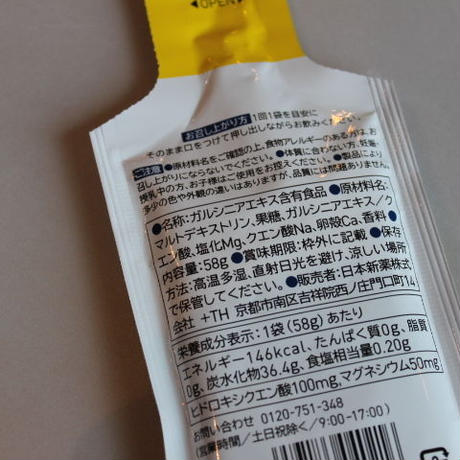 ◀OPEN▶
お召し上がり方 1回1袋を目安に
そのまま口をつけて押し出しながらお飲みください。
ご注意 ●原材料名をご確認の上、食物アレルギーのある方は、お
召し上がりにならないでください。●体質に合わない方、妊娠・
授乳中の方、お子様はご使用をお控えください。●製品により
多少の色や外観の違いはありますが、品質には問題ありません。
●名称:ガルシニアエキス含有食品●原材料名:
マルトデキストリン、果糖、ガルシニアエキス/ク
エン酸、塩化Mg、クエン酸Na、卵殻Ca、香料●
内容量:58g●賞味期限:枠外に記載●保存
方法:高温多湿、直射日光を避け、涼しい場所
で保管してください。●販売者:日本新薬株式
会社 +TH 京都市南区吉祥院西ノ庄門口町14
栄養成分表示:1袋(58g)あたり
エネルギー146kcal、たんぱく質0g、脂質
0g、炭水化物36.4g、食塩相当量0.20g
ヒドロキシクエン酸100mg、マグネシウム50mg
お問い合わせ 0120-751-348
(営業時間/土日祝除く/9:00-17:00)